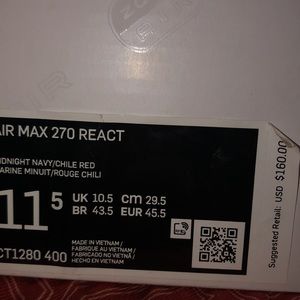 AIR MAX 270 REACT
MIDNIGHT NAVY/CHILE RED
MARINE MINUIT/ROUGE CHILI
11 5
UK 10.5 CM 29.5
BR 43.5 EUR 45.5
MADE IN VIETNAM /
FABRIQUÉ AU VIETNAM /
FABRICADO NO VIETNÃ /
HECHO EN VIETNAM
CT1280 400
Suggested Retail: USD $160.00